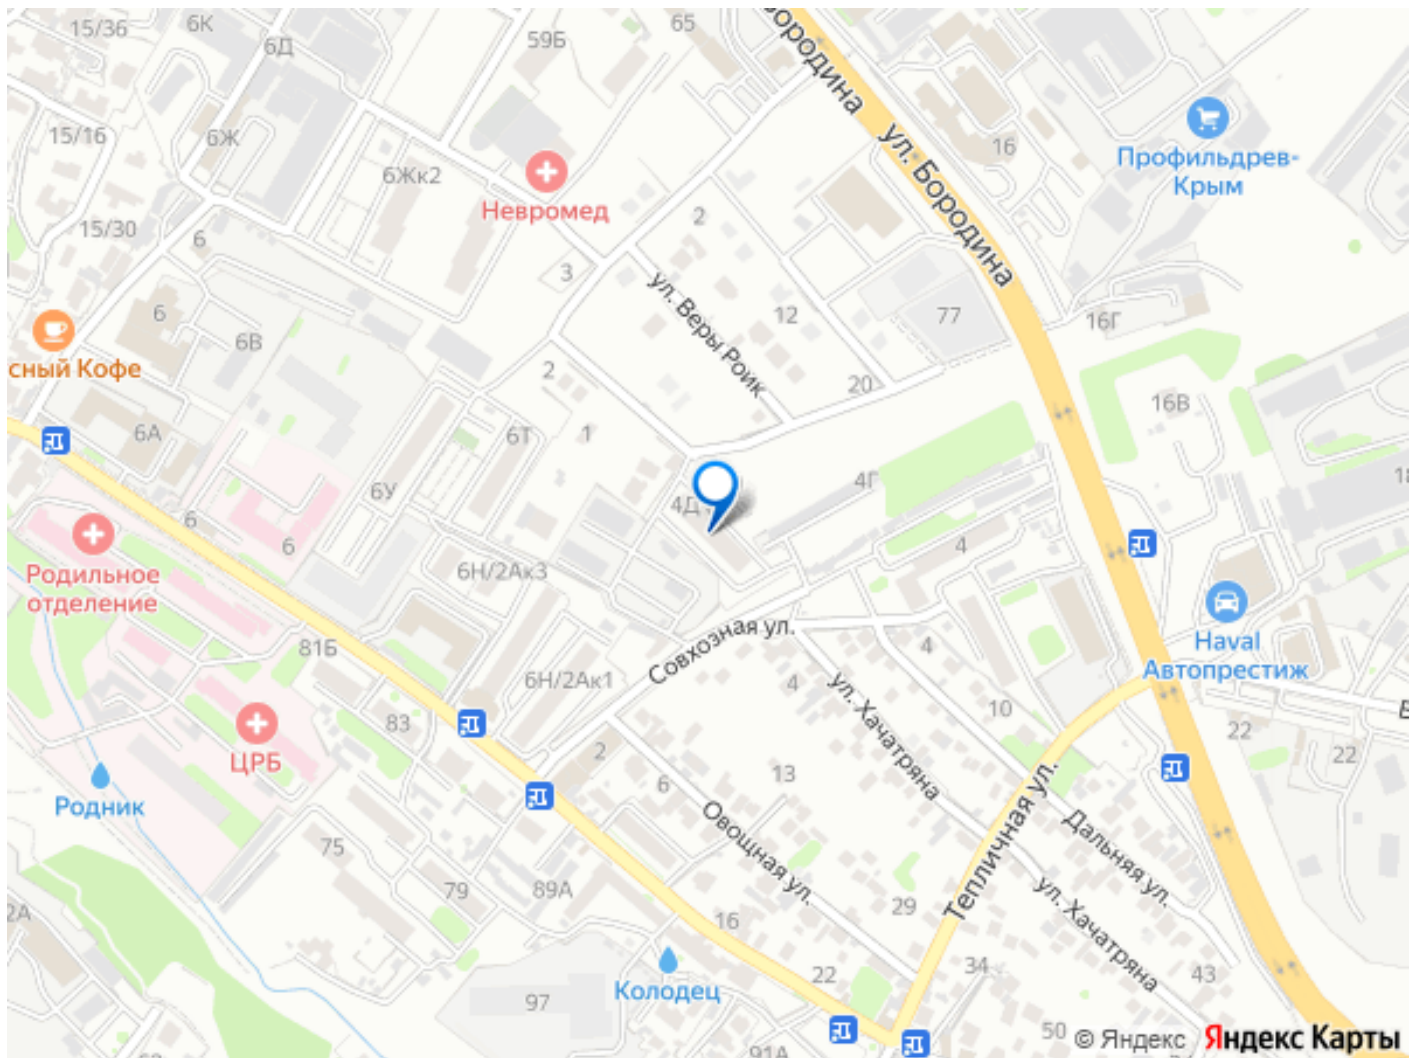 15/36
6К
6Д
59Б
65
Бородина
ул. Бородина
16
Профильдрев-
Крым
15/16
6Ж
6Жк2
Невромед
2
15/30
6
3
ул. Веры Роик
12
77
16Г
6
6В
сный Кофе
2
20
16В
6А
6Т
1
6У
4Д
4Г
18
6
6
Родильное
отделение
6Н/2Ак3
4
Haval
Автопрестиж
81Б
Совхозная ул.
4
6Н/2Ак1
4
ул. Хачатряна
10
В
22
22
83
ЦРБ
2
6
13
Родник
Овощная ул.
Тепличная ул.
Дальняя ул.
75
79
89А
16
29
ул. Хачатряна
2А
34
43
22
Колодец
97
50
91А
© Яндекс
Яндекс Карты